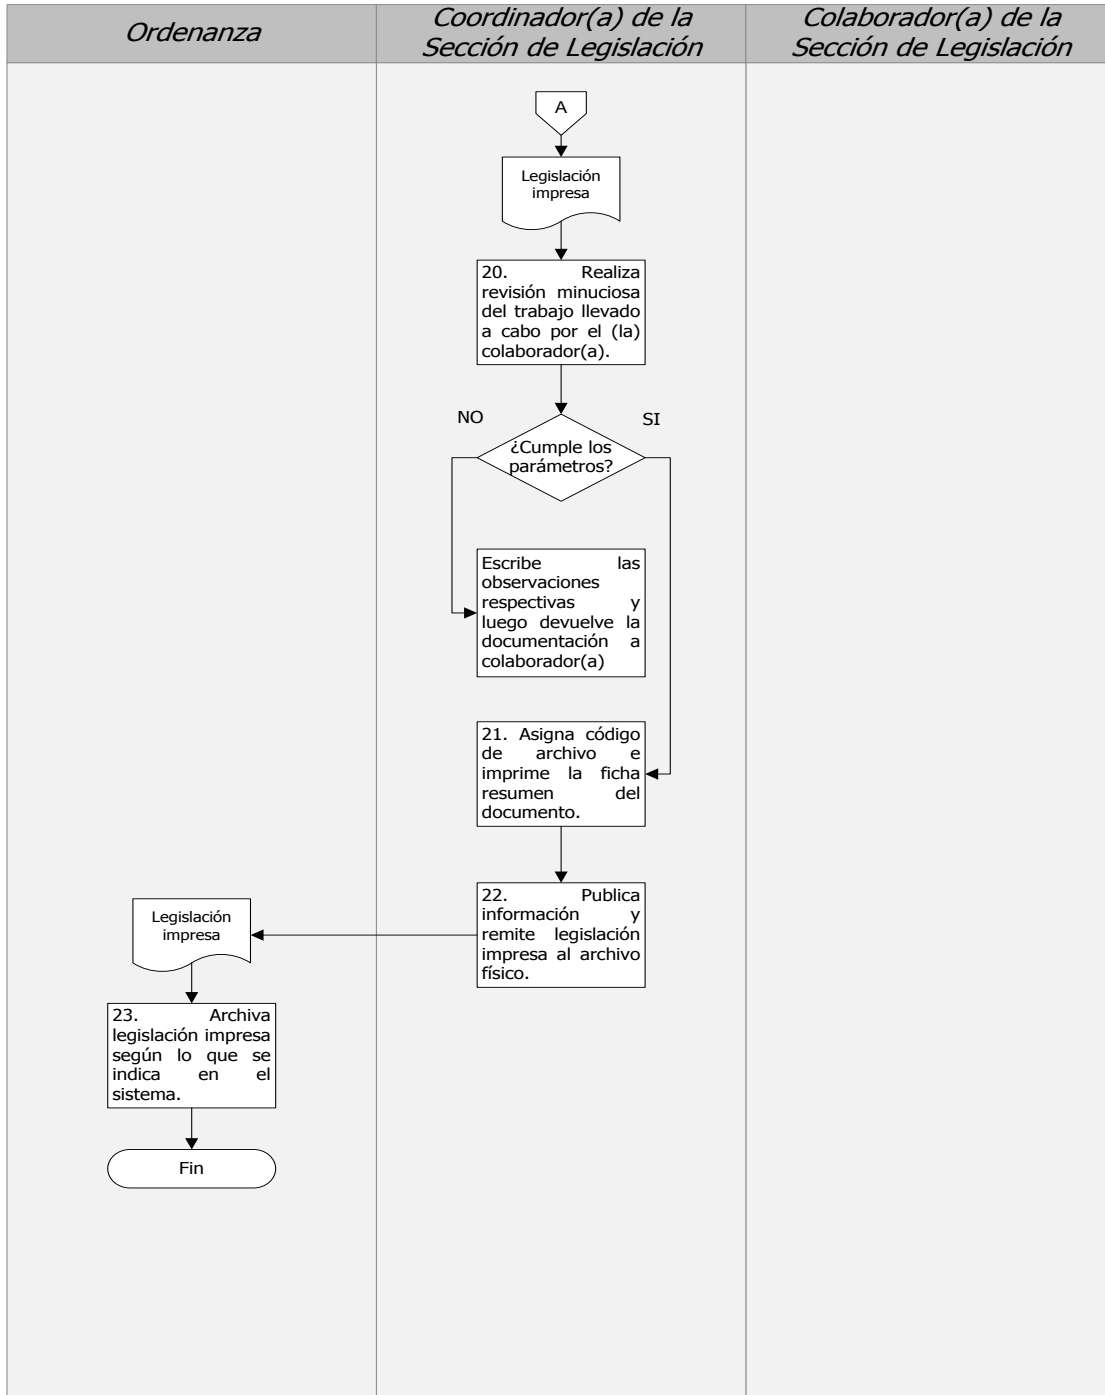 Ordenanza
Coordinador(a) de la
Sección de Legislación
Colaborador(a) de la
Sección de Legislación
A
Legislación
impresa
20. Realiza
revisión minuciosa
del trabajo llevado
a cabo por el (la)
colaborador(a).
NO
SI
¿Cumple los
parámetros?
Escribe las
observaciones
respectivas y
luego devuelve la
documentación a
colaborador(a)
21. Asigna código
de archivo e
imprime la ficha
resumen del
documento.
22. Publica
información y
remite legislación
impresa al archivo
físico.
Legislación
impresa
23. Archiva
legislación impresa
según lo que se
indica en el
sistema.
Fin